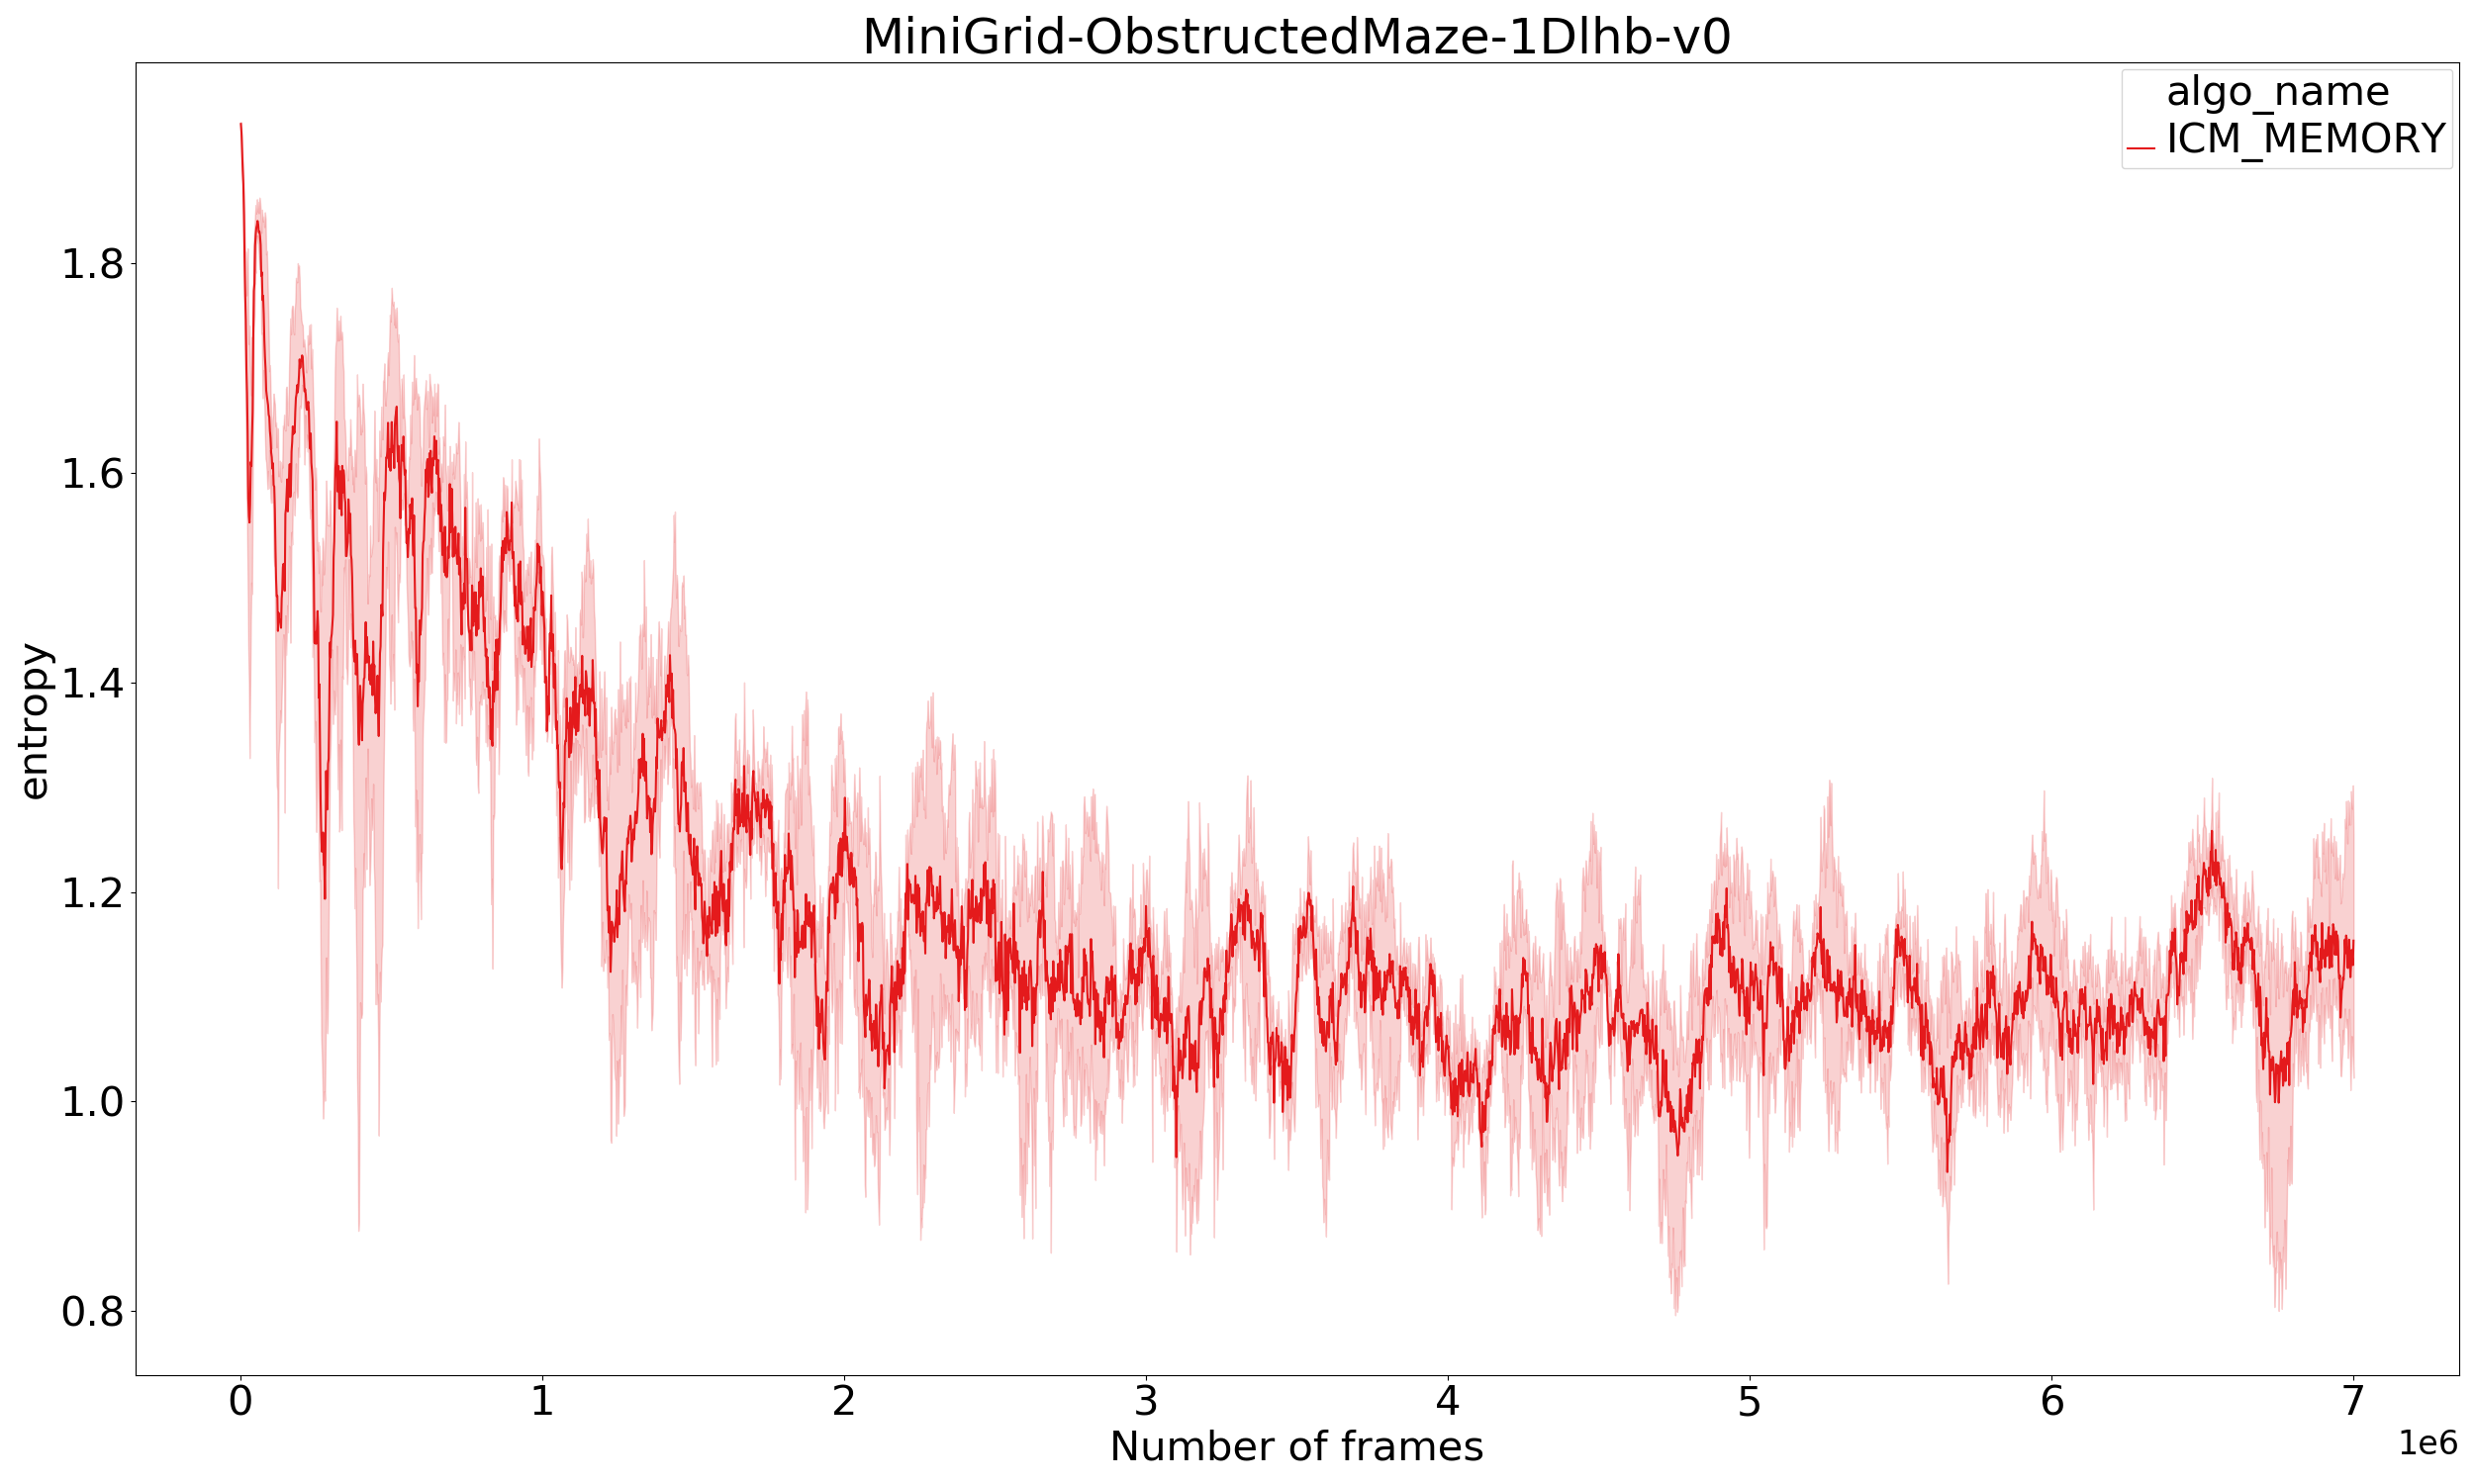 MiniGrid-ObstructedMaze-1Dlhb-v0
algo_name
ICM_MEMORY
entropy
1.8
1.6
1.4
1.2
1.0
0.8
0 1 2 3 4 5 6 7
1e6
Number of frames